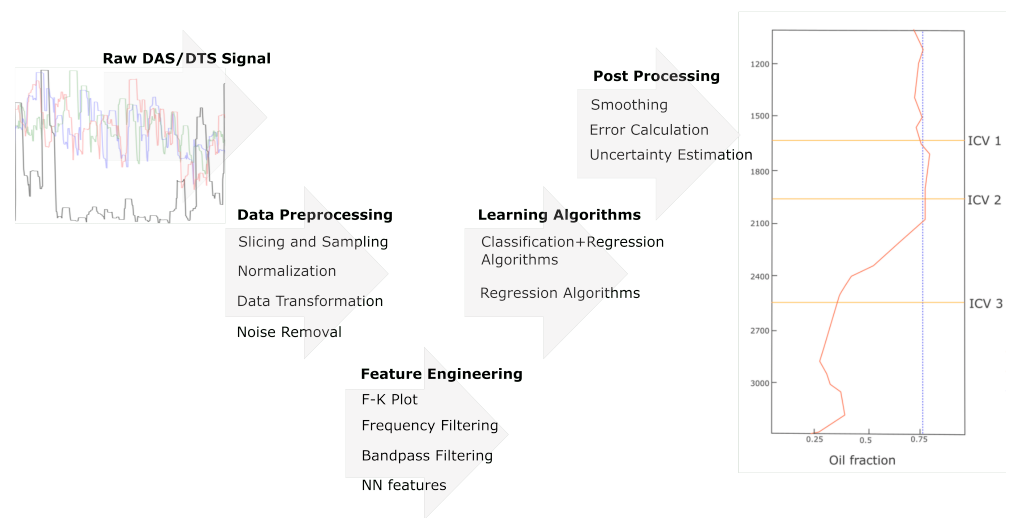 Raw DAS/DTS Signal
Data Preprocessing
Slicing and Sampling
Normalization
Data Transformation
Noise Removal
Feature Engineering
F-K Plot
Frequency Filtering
Bandpass Filtering
NN features
Learning Algorithms
Classification+Regression
Algorithms
Regression Algorithms
Post Processing
Smoothing
Error Calculation
Uncertainty Estimation
1200
1500
ICV 1
1800
ICV 2
2100
2400
ICV 3
2700
3000
0.25 0.5 0.75
Oil fraction